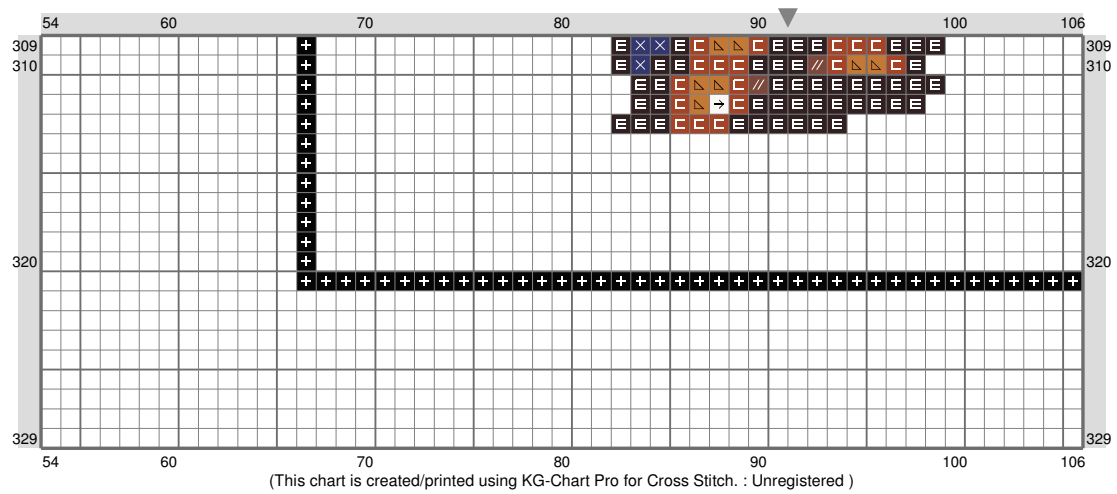 54 60 70 80 90 100 106
309 + E × × E C ⊿ ⊿ C E E E C C C E E E 309
310 + E × E E C C C E E E // C ⊿ ⊿ C E 310
+ E E C ⊿ ⊿ C // E E E E E E E E E
+ E E C ⊿ → C E E E E E E E E E
+ E E E C C C E E E E E E
+
+
+
+
+
+
320 + 320
+ + + + + + + + + + + + + + + + + + + + + + + + + + + + + + + + + + + + + + + +
329 329
54 60 70 80 90 100 106
(This chart is created/printed using KG-Chart Pro for Cross Stitch. : Unregistered )